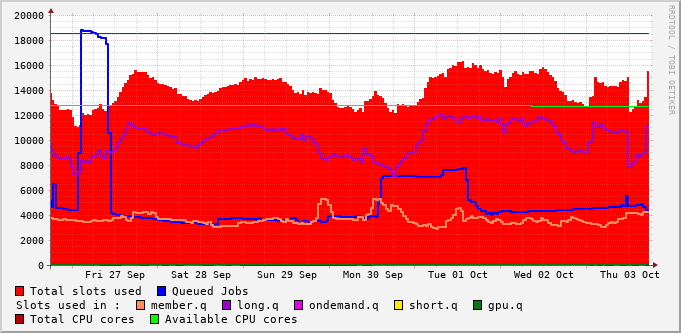 20000
18000
16000
14000
12000
10000
8000
6000
4000
2000
0
Fri 27 Sep Sat 28 Sep Sun 29 Sep Mon 30 Sep Tue 01 Oct Wed 02 Oct Thu 03 Oct
RRDTOOL / TOBI OETIKER
Total slots used Queued Jobs
Slots used in : member.q long.q ondemand.q short.q gpu.q
Total CPU cores Available CPU cores